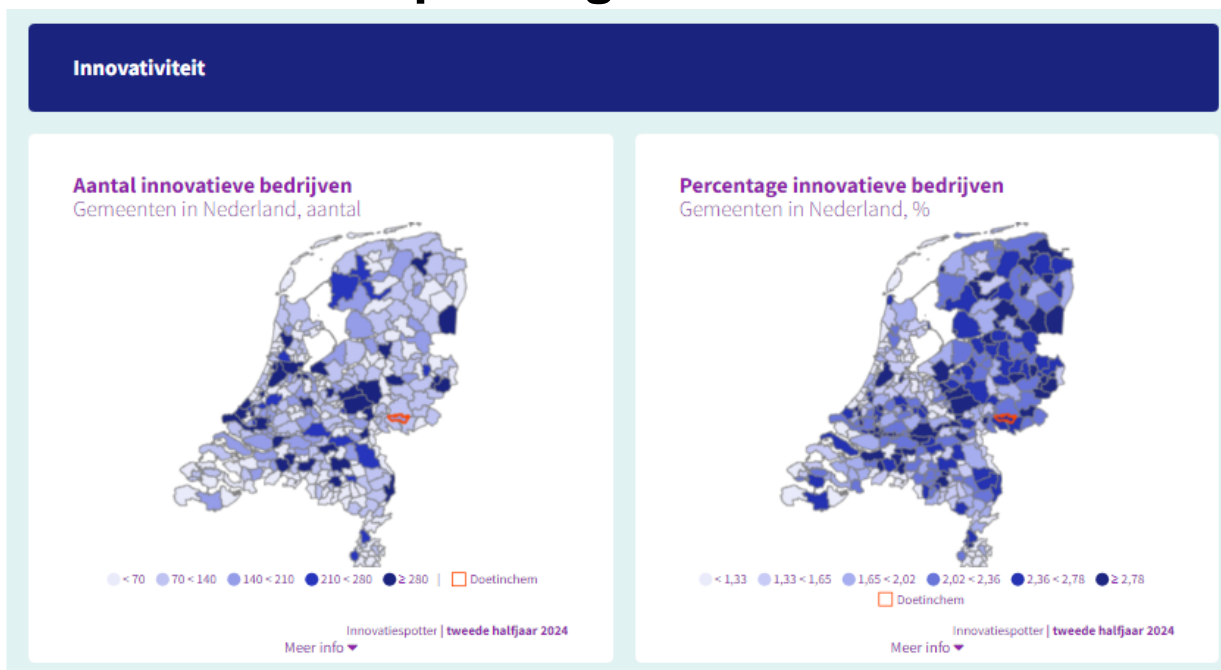 Innovativiteit
Aantal innovatieve bedrijven
Gemeenten in Nederland, aantal
< 70 70 < 140 140 < 210 210 < 280 ≥ 280 | Doetinchem
Innovatiespotter | tweede halfjaar 2024
Meer info
Percentage innovatieve bedrijven
Gemeenten in Nederland, %
< 1,33 1,33 < 1,65 1,65 < 2,02 2,02 < 2,36 2,36 < 2,78 ≥ 2,78
Doetinchem
Innovatiespotter | tweede halfjaar 2024
Meer info